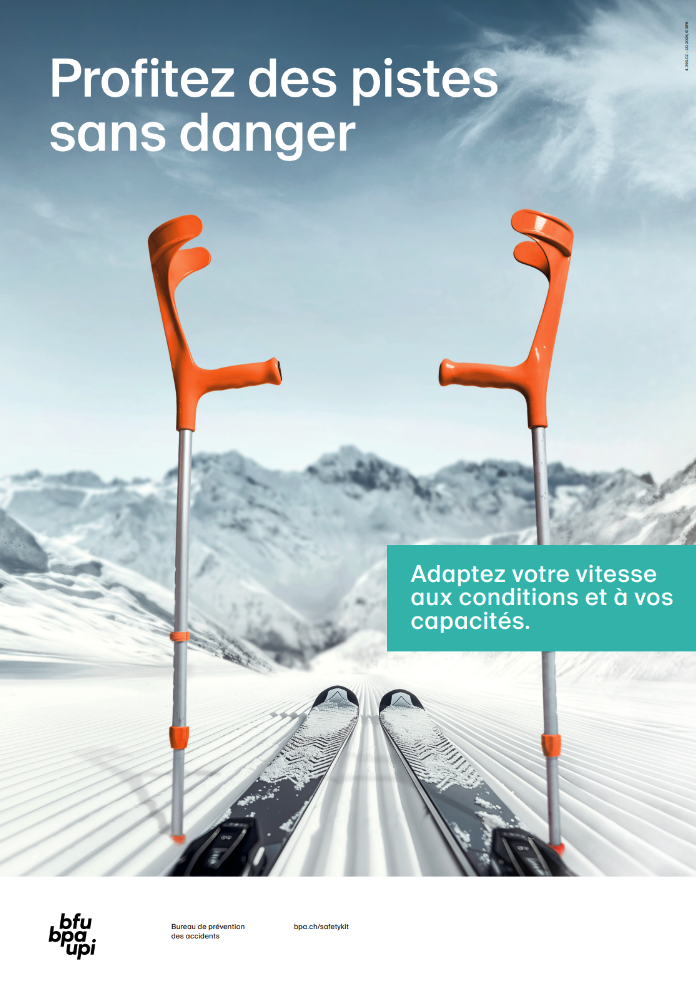 Profitez des pistes
sans danger
Adaptez votre vitesse
aux conditions et à vos
capacités.
bfu
bpa
upi
Bureau de prévention
des accidents
bpa.ch/safetykit